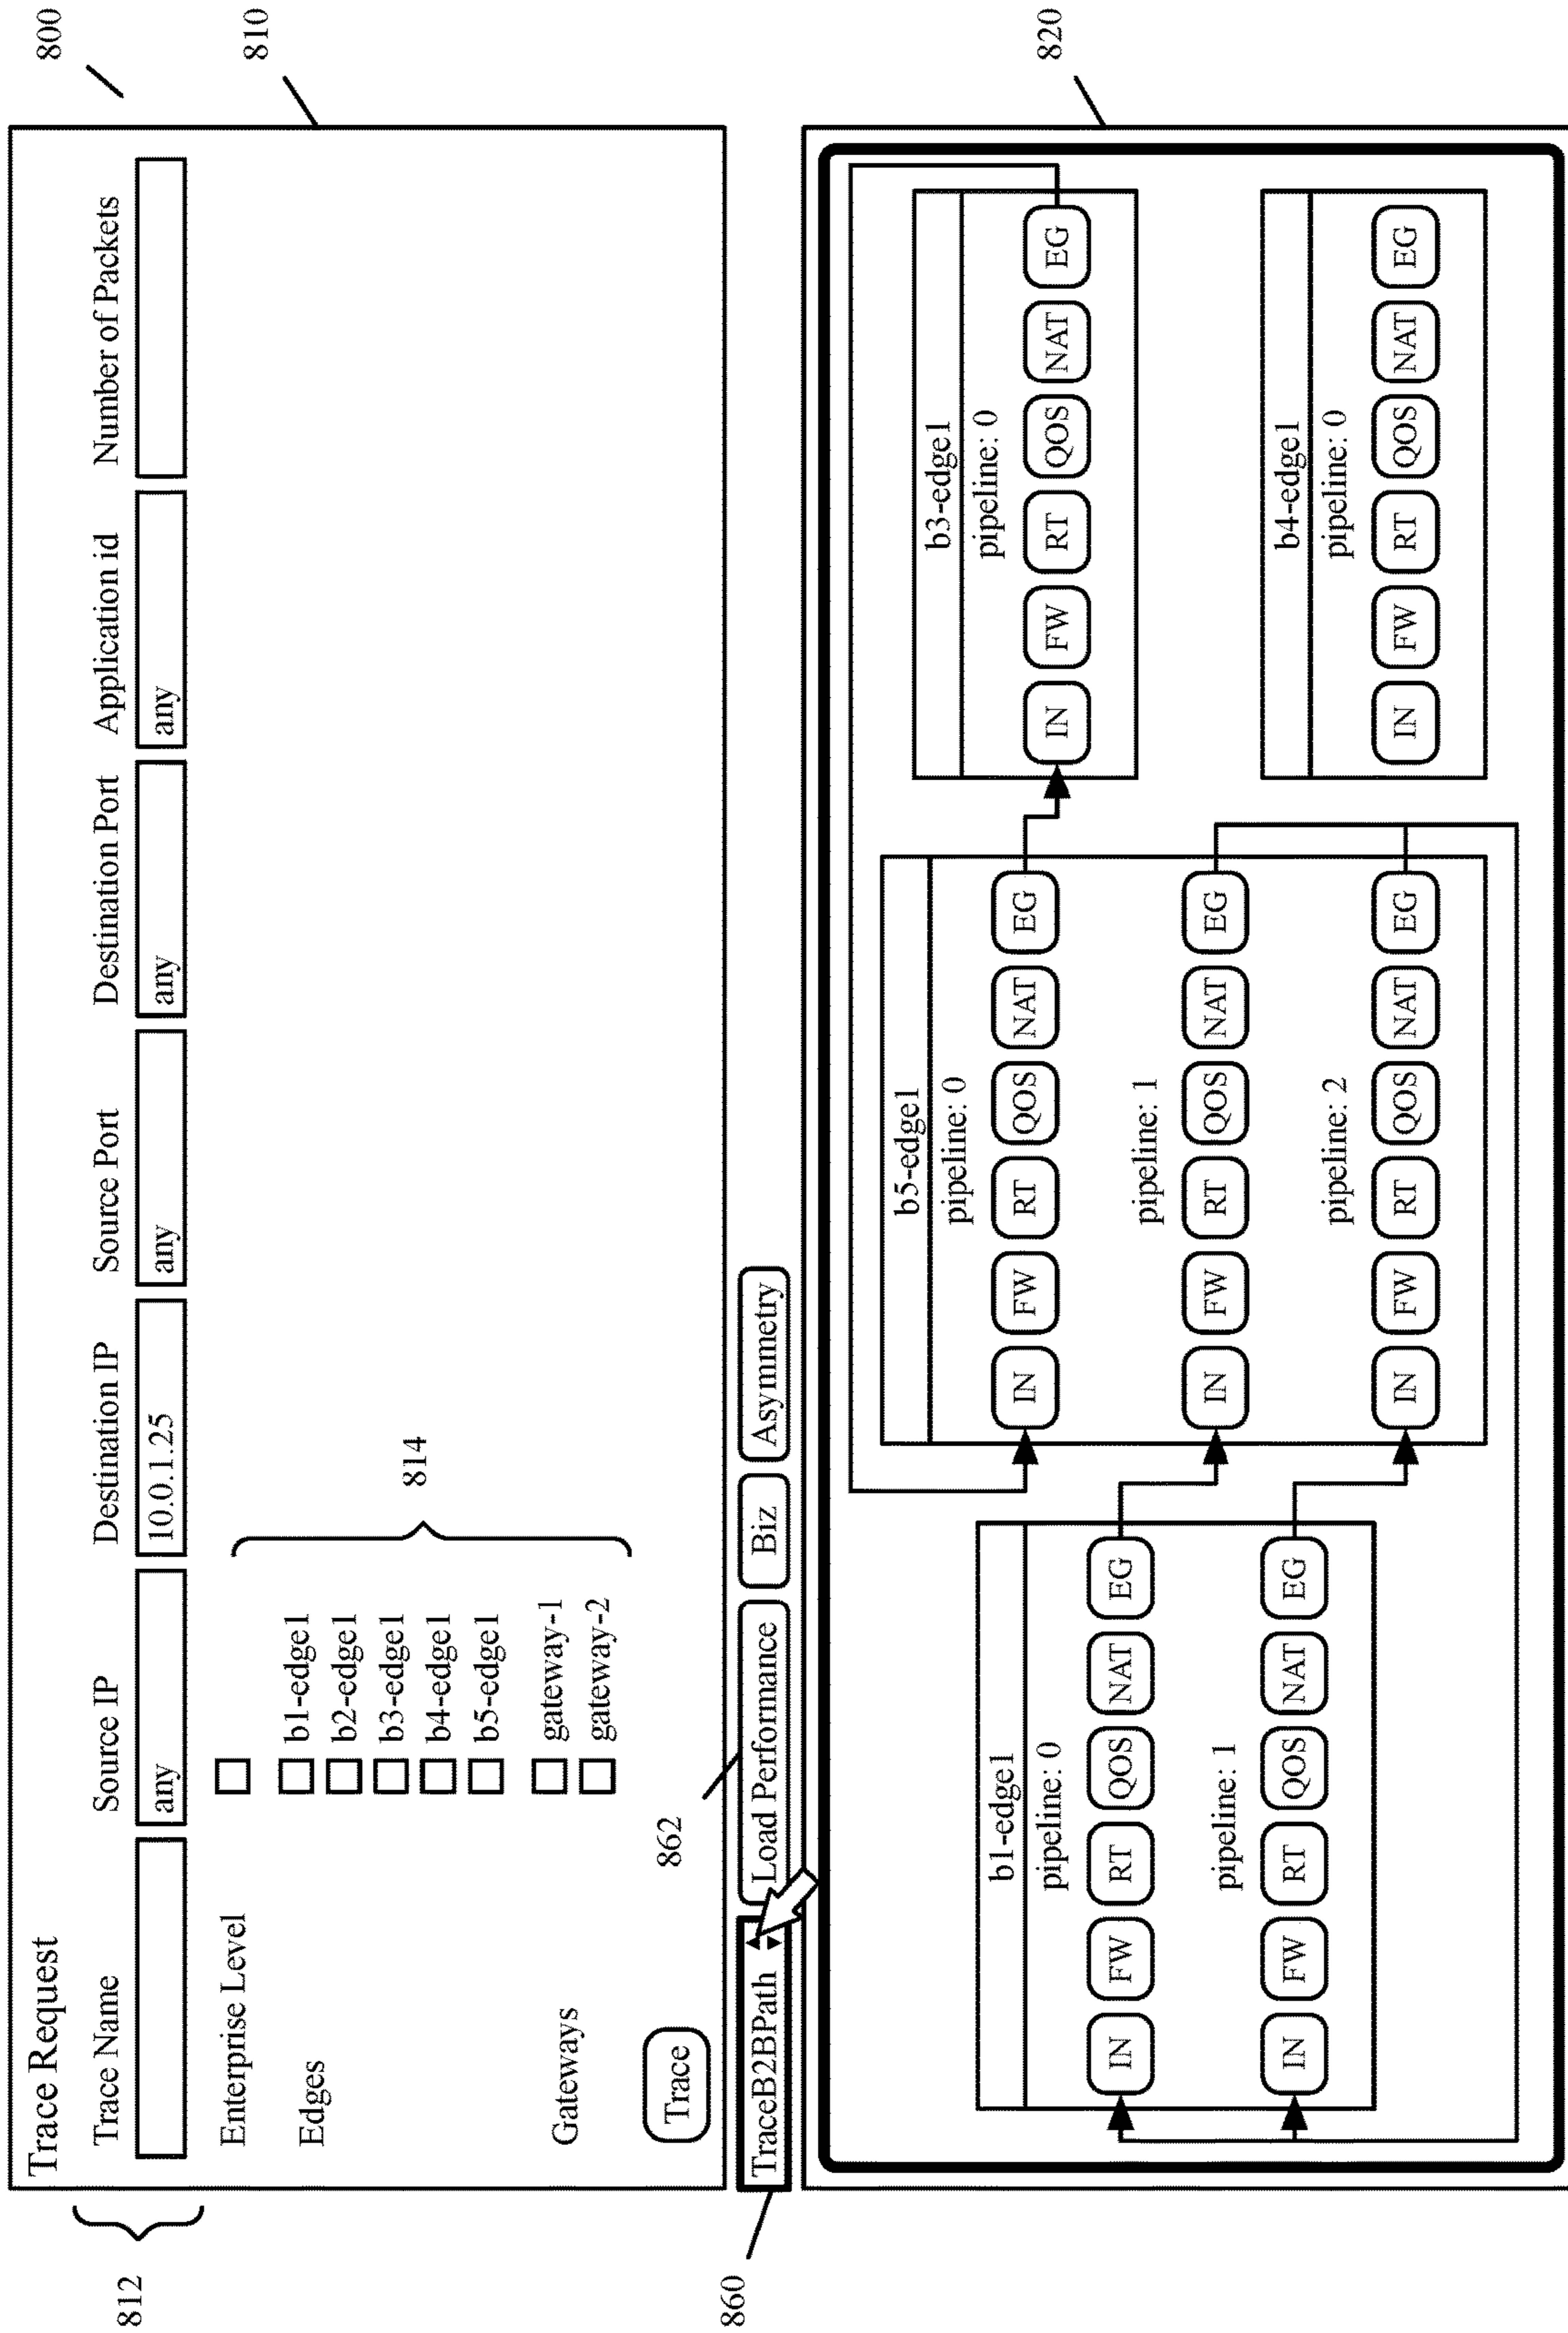 800
810
Trace Request
812
Trace Name
Source IP
Destination IP
Source Port
Destination Port
Application id
Number of Packets
any
10.0.1.25
any
any
any
Enterprise Level
Edges
b1-edge1
b2-edge1
b3-edge1
b4-edge1
b5-edge1
814
Gateways
gateway-1
gateway-2
Trace
862
860
TraceB2BPath
Load Performance
Biz
Asymmetry
820
b1-edge1
pipeline: 0
IN FW RT QOS NAT EG
pipeline: 1
IN FW RT QOS NAT EG
b5-edge1
pipeline: 0
IN FW RT QOS NAT EG
pipeline: 1
IN FW RT QOS NAT EG
pipeline: 2
IN FW RT QOS NAT EG
b3-edge1
pipeline: 0
IN FW RT QOS NAT EG
b4-edge1
pipeline: 0
IN FW RT QOS NAT EG